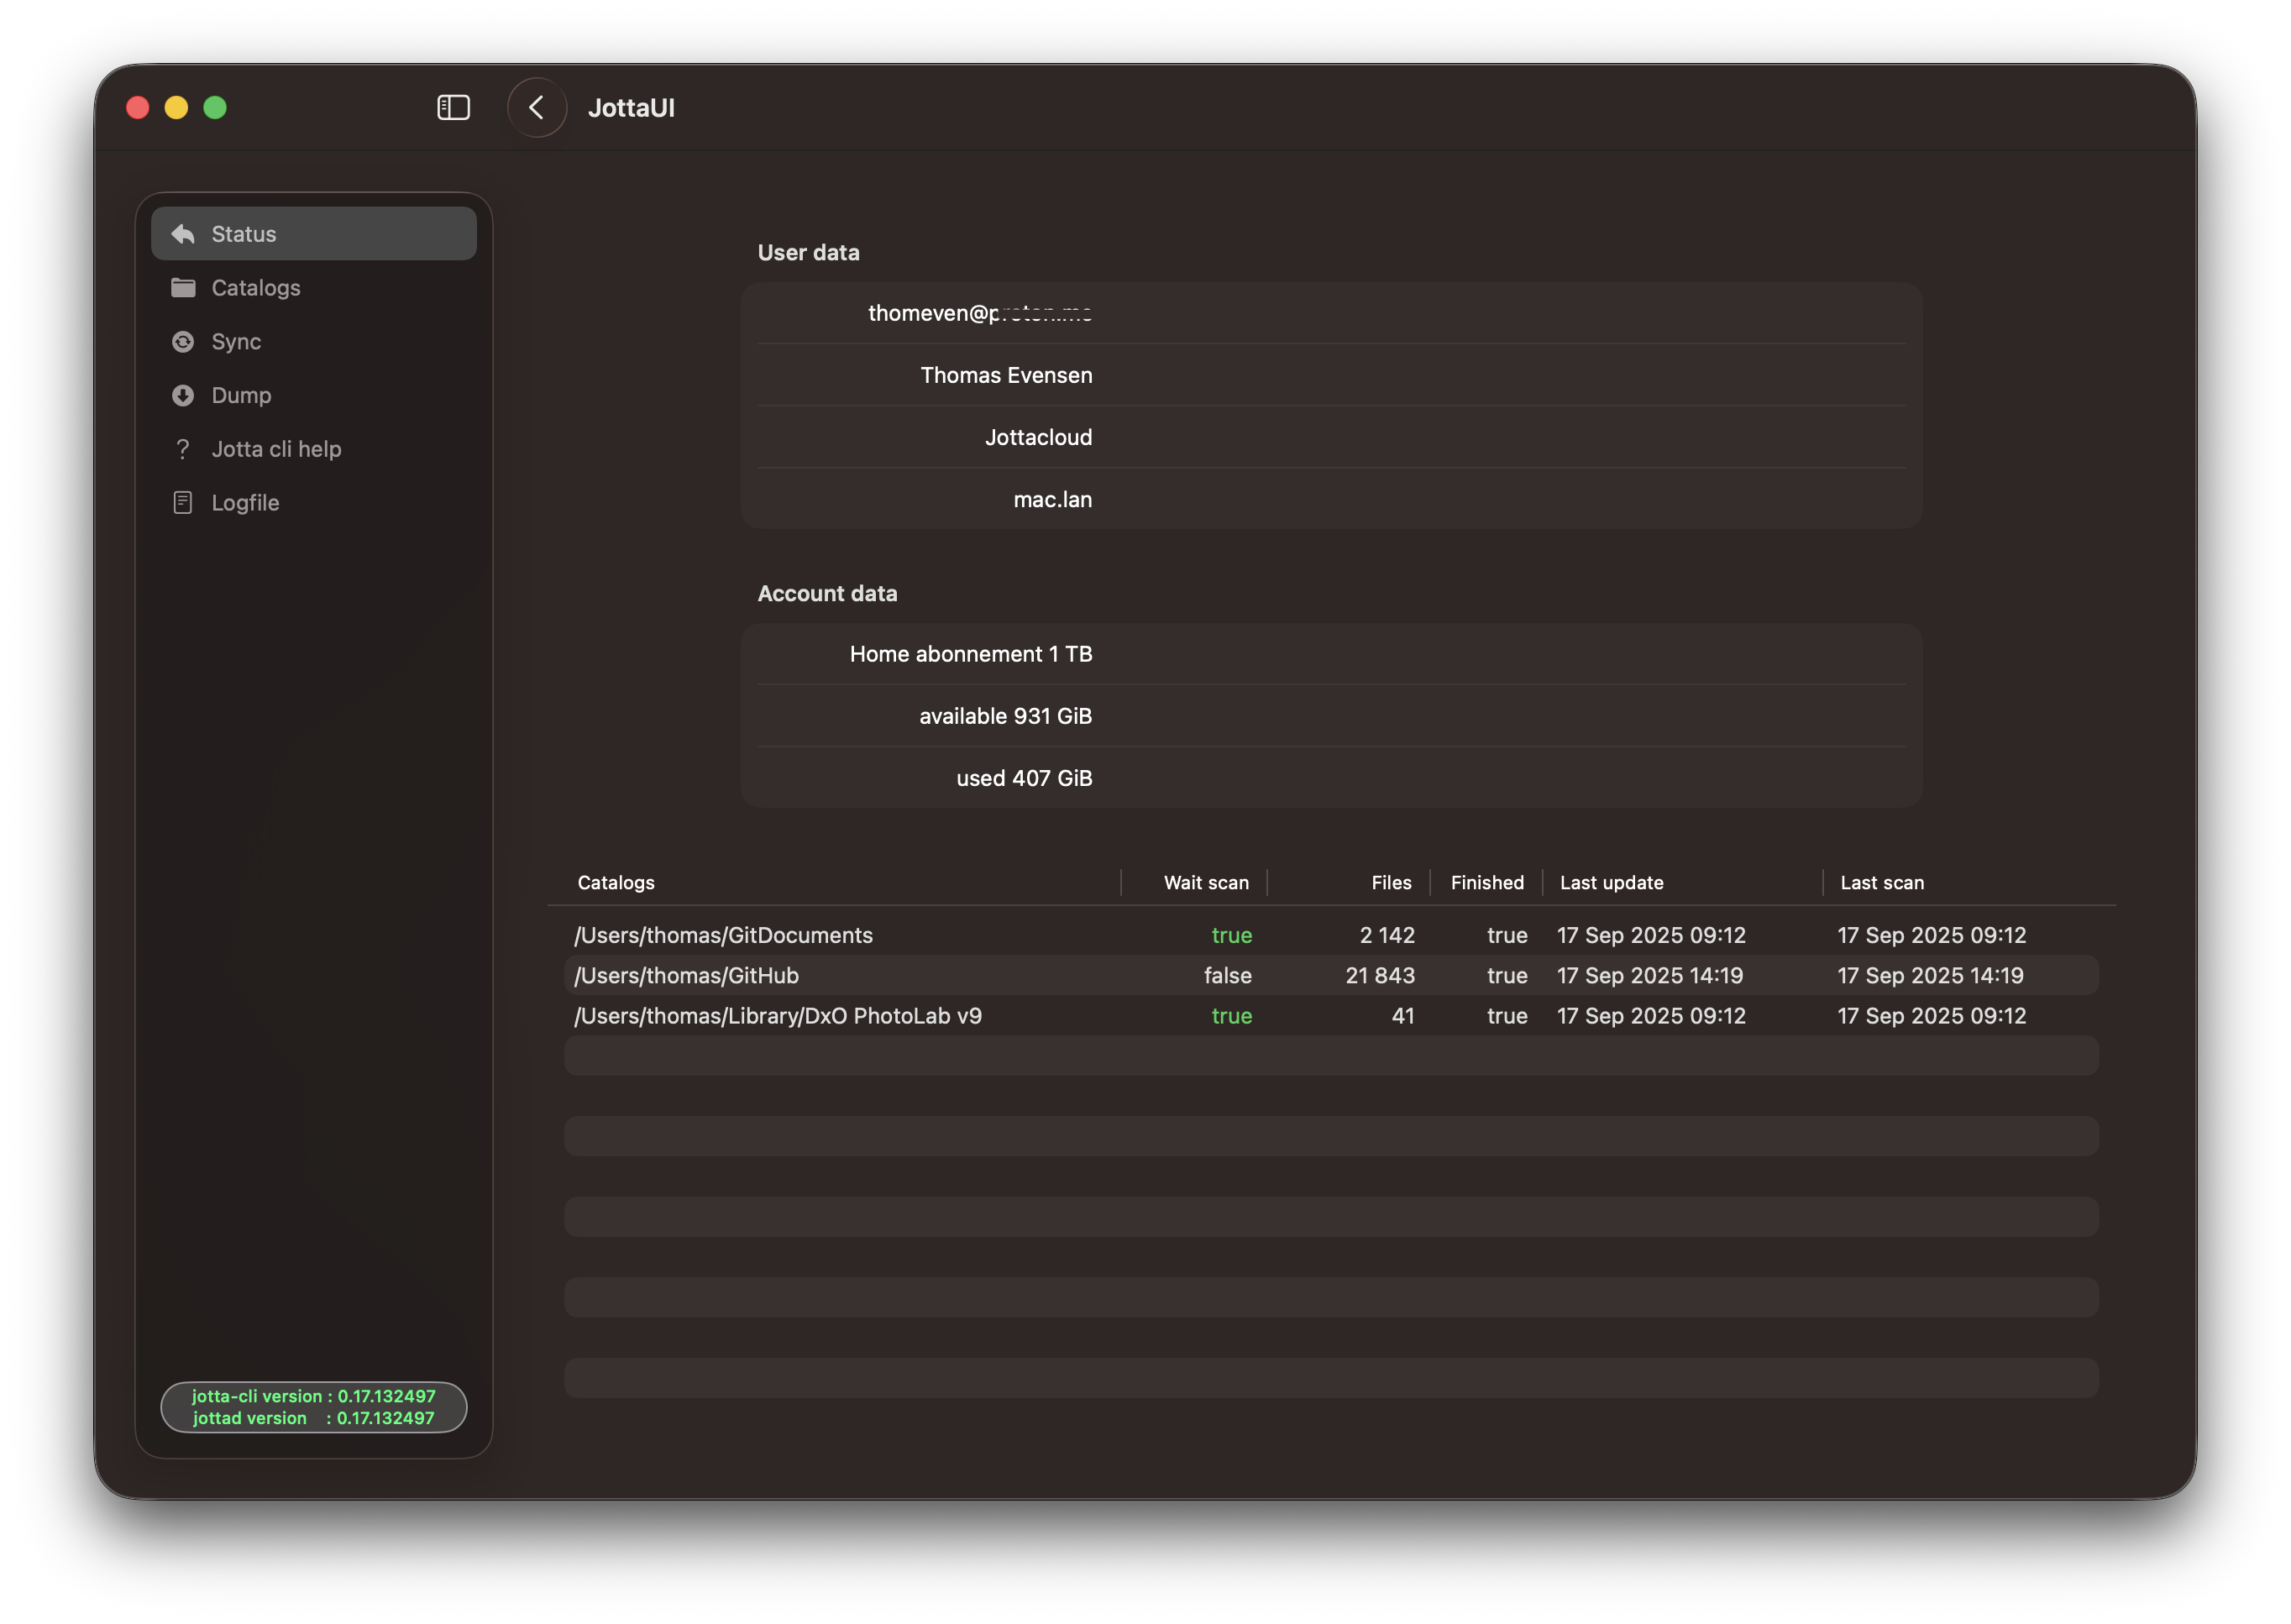 JottaUI
Status
Catalogs
Sync
Dump
? Jotta cli help
Logfile
jotta-cli version : 0.17.132497
jottad version : 0.17.132497
User data
thomeven@
Thomas Evensen
Jottacloud
mac.lan
Account data
Home abonnement 1 TB
available 931 GiB
used 407 GiB
Catalogs Wait scan Files Finished Last update Last scan
/Users/thomas/GitDocuments true 2 142 true 17 Sep 2025 09:12 17 Sep 2025 09:12
/Users/thomas/GitHub false 21 843 true 17 Sep 2025 14:19 17 Sep 2025 14:19
/Users/thomas/Library/DxO PhotoLab v9 true 41 true 17 Sep 2025 09:12 17 Sep 2025 09:12